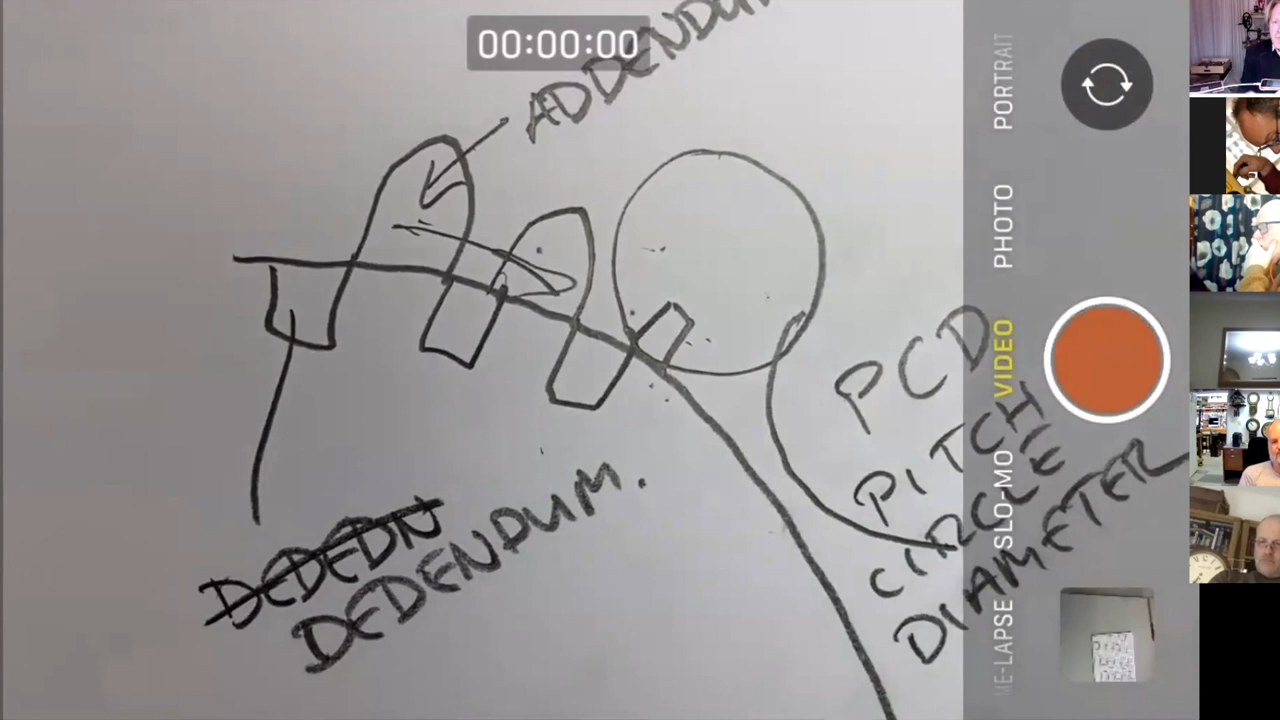 00:00:00
ADDENDUM
PCD
PITCH
CIRCLE
DIAMETER
DEDEDN
DEDENDUM.
PORTRAIT
PHOTO
VIDEO
SLO-MO
ME-LAPSE